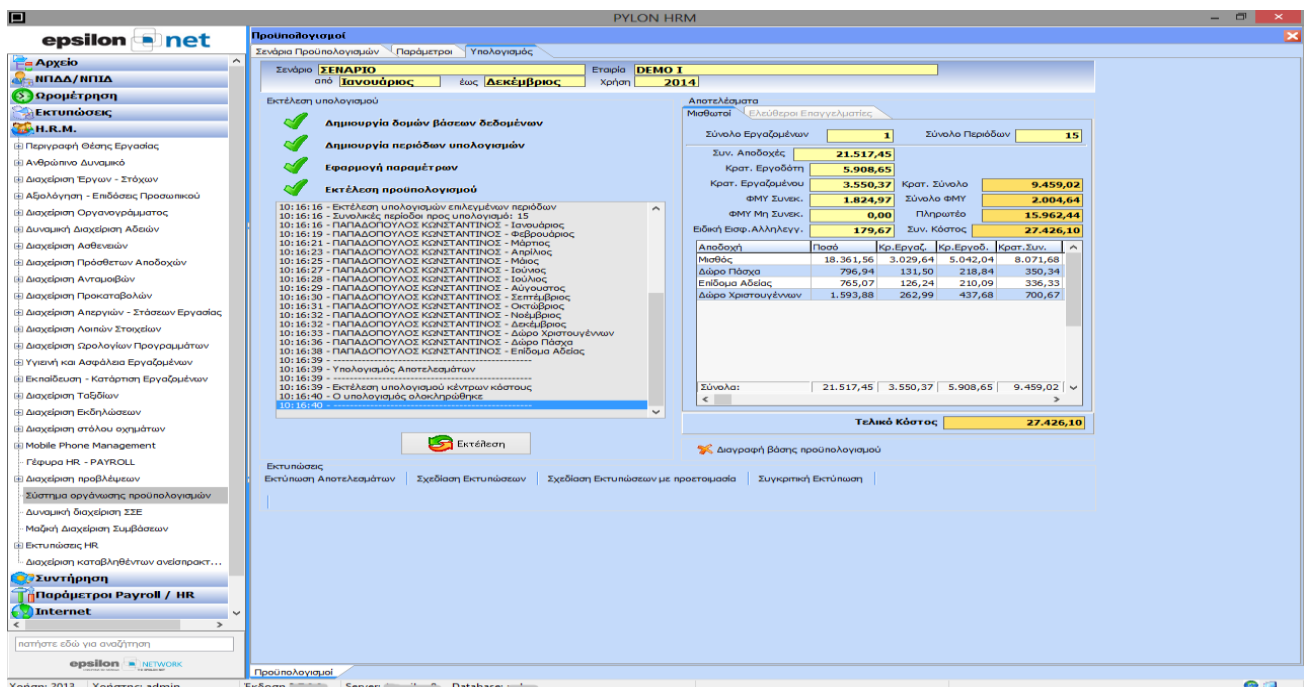 PYLON HRM
epsilon net
Αρχείο
ΝΠΔΔ/ΝΠΙΔ
Ωρομέτρηση
Εκτυπώσεις
H.R.M.
Περιγραφή Θέσης Εργασίας
Ανθρώπινο Δυναμικό
Διαχείριση Έργων - Στόχων
Αξιολόγηση - Επιδόσεις Προσωπικού
Διαχείριση Οργανογράμματος
Δυναμική Διαχείριση Αδειών
Διαχείριση Ασθενειών
Διαχείριση Πρόσθετων Αποδοχών
Διαχείριση Ανταμοιβών
Διαχείριση Προκαταβολών
Διαχείριση Απεργιών - Στάσεων Εργασίας
Διαχείριση Λοιπών Στοιχείων
Διαχείριση Ωρολογίων Προγραμμάτων
Υγιεινή και Ασφάλεια Εργαζομένων
Εκπαίδευση - Κατάρτιση Εργαζομένων
Διαχείριση Ταξιδίων
Διαχείριση Εκδηλώσεων
Διαχείριση στόλου οχημάτων
Mobile Phone Management
Γέφυρα HR - PAYROLL
Διαχείριση προβλέψεων
Σύστημα οργάνωσης προϋπολογισμών
Δυναμική διαχείριση ΣΣΕ
Μαζική Διαχείριση Συμβάσεων
Εκτυπώσεις HR
Διαχείριση καταβληθέντων ανείσπρακτ...
Συντήρηση
Παράμετροι Payroll / HR
Internet
πατήστε εδώ για αναζήτηση
epsilon NETWORK
Προϋπολογισμοί
Σενάρια Προϋπολογισμών Παράμετροι Υπολογισμός
Σενάριο ΣΕΝΑΡΙΟ Εταιρία DEMO I
από Ιανουάριος έως Δεκέμβριος Χρήση 2014
Εκτέλεση υπολογισμού
Δημιουργία δομών βάσεων δεδομένων
Δημιουργία περιόδων υπολογισμών
Εφαρμογή παραμέτρων
Εκτέλεση προϋπολογισμού
10:16:16 - Εκτέλεση υπολογισμών επιλεγμένων περιόδων
10:16:16 - Συνολικές περίοδοι προς υπολογισμό: 15
10:16:16 - ΠΑΠΑΔΟΠΟΥΛΟΣ ΚΩΝΣΤΑΝΤΙΝΟΣ - Ιανουάριος
10:16:19 - ΠΑΠΑΔΟΠΟΥΛΟΣ ΚΩΝΣΤΑΝΤΙΝΟΣ - Φεβρουάριος
10:16:21 - ΠΑΠΑΔΟΠΟΥΛΟΣ ΚΩΝΣΤΑΝΤΙΝΟΣ - Μάρτιος
10:16:23 - ΠΑΠΑΔΟΠΟΥΛΟΣ ΚΩΝΣΤΑΝΤΙΝΟΣ - Απρίλιος
10:16:25 - ΠΑΠΑΔΟΠΟΥΛΟΣ ΚΩΝΣΤΑΝΤΙΝΟΣ - Μάιος
10:16:27 - ΠΑΠΑΔΟΠΟΥΛΟΣ ΚΩΝΣΤΑΝΤΙΝΟΣ - Ιούνιος
10:16:28 - ΠΑΠΑΔΟΠΟΥΛΟΣ ΚΩΝΣΤΑΝΤΙΝΟΣ - Ιούλιος
10:16:29 - ΠΑΠΑΔΟΠΟΥΛΟΣ ΚΩΝΣΤΑΝΤΙΝΟΣ - Αύγουστος
10:16:30 - ΠΑΠΑΔΟΠΟΥΛΟΣ ΚΩΝΣΤΑΝΤΙΝΟΣ - Σεπτέμβριος
10:16:31 - ΠΑΠΑΔΟΠΟΥΛΟΣ ΚΩΝΣΤΑΝΤΙΝΟΣ - Οκτώβριος
10:16:32 - ΠΑΠΑΔΟΠΟΥΛΟΣ ΚΩΝΣΤΑΝΤΙΝΟΣ - Νοέμβριος
10:16:32 - ΠΑΠΑΔΟΠΟΥΛΟΣ ΚΩΝΣΤΑΝΤΙΝΟΣ - Δεκέμβριος
10:16:33 - ΠΑΠΑΔΟΠΟΥΛΟΣ ΚΩΝΣΤΑΝΤΙΝΟΣ - Δώρο Χριστουγέννων
10:16:36 - ΠΑΠΑΔΟΠΟΥΛΟΣ ΚΩΝΣΤΑΝΤΙΝΟΣ - Δώρο Πάσχα
10:16:38 - ΠΑΠΑΔΟΠΟΥΛΟΣ ΚΩΝΣΤΑΝΤΙΝΟΣ - Επίδομα Αδείας
10:16:39 - --------------------------------------------------
10:16:39 - Υπολογισμός Αποτελεσμάτων
10:16:39 - --------------------------------------------------
10:16:39 - Εκτέλεση υπολογισμού κέντρων κόστους
10:16:40 - Ο υπολογισμός ολοκληρώθηκε
10:16:40 - --------------------------------------------------
Εκτέλεση
Αποτελέσματα
Μισθωτοί Ελεύθεροι Επαγγελματίες
Σύνολο Εργαζομένων 1 Σύνολο Περιόδων 15
Συν. Αποδοχές 21.517,45
Κρατ. Εργοδότη 5.908,65
Κρατ. Εργαζομένου 3.550,37 Κρατ. Σύνολο 9.459,02
ΦΜΥ Συνεκ. 1.824,97 Σύνολο ΦΜΥ 2.004,64
ΦΜΥ Μη Συνεκ. 0,00 Πληρωτέο 15.962,44
Ειδική Εισφ.Αλληλεγγ. 179,67 Συν. Κόστος 27.426,10
Αποδοχή Ποσό Κρ.Εργαζ. Κρ.Εργοδ. Κρατ.Συν.
Μισθός 18.361,56 3.029,64 5.042,04 8.071,68
Δώρο Πάσχα 796,94 131,50 218,84 350,34
Επίδομα Αδείας 765,07 126,24 210,09 336,33
Δώρο Χριστουγέννων 1.593,88 262,99 437,68 700,67
Σύνολα: 21.517,45 3.550,37 5.908,65 9.459,02
Τελικό Κόστος 27.426,10
Διαγραφή βάσης προϋπολογισμού
Εκτυπώσεις
Εκτύπωση Αποτελεσμάτων Σχεδίαση Εκτυπώσεων Σχεδίαση Εκτυπώσεων με προετοιμασία Συγκριτική Εκτύπωση
Προϋπολογισμοί
Χρήση: 2013 Χρήστης: admin Έκδοση Server: Database: